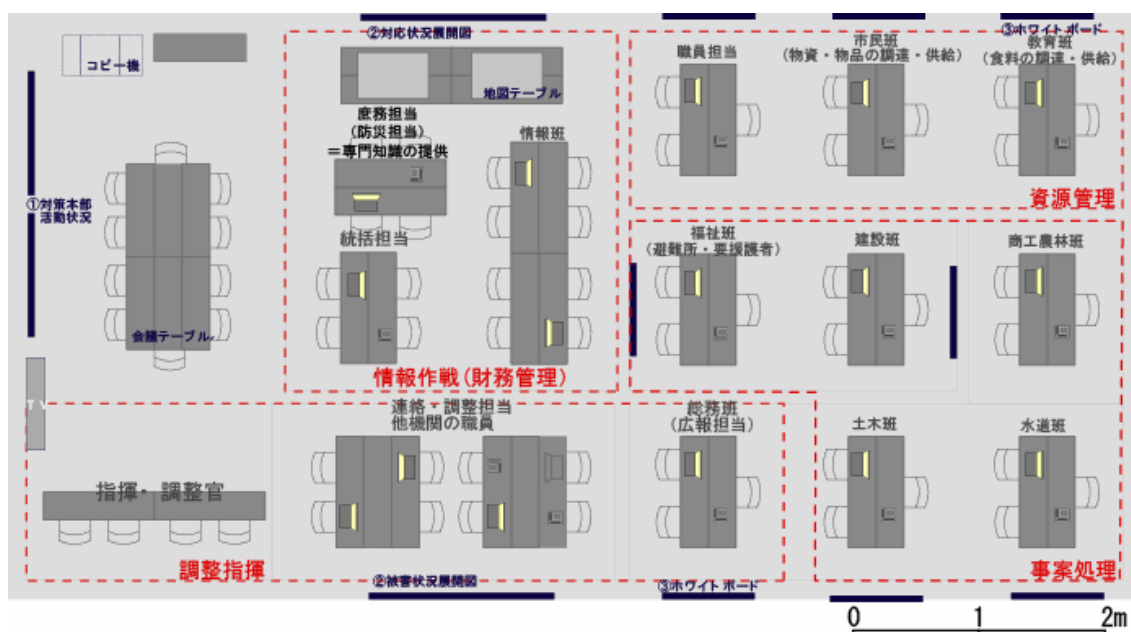 ②対応状況展開図
③ホワイトボード
コピー機
地図テーブル
職員担当
市民班
(物資・物品の調達・供給)
教育班
(食料の調達・供給)
庶務担当
(防災担当)
＝専門知識の提供
情報班
資源管理
①対策本部
活動状況
統括担当
福祉班
(避難所・要援護者)
建設班
商工農林班
会議テーブル
情報作戦(財務管理)
TV
連絡・調整担当
他機関の職員
総務班
(広報担当)
土木班
水道班
指揮・調整官
調整指揮
②被害状況展開図
③ホワイトボード
事案処理
0 1 2m